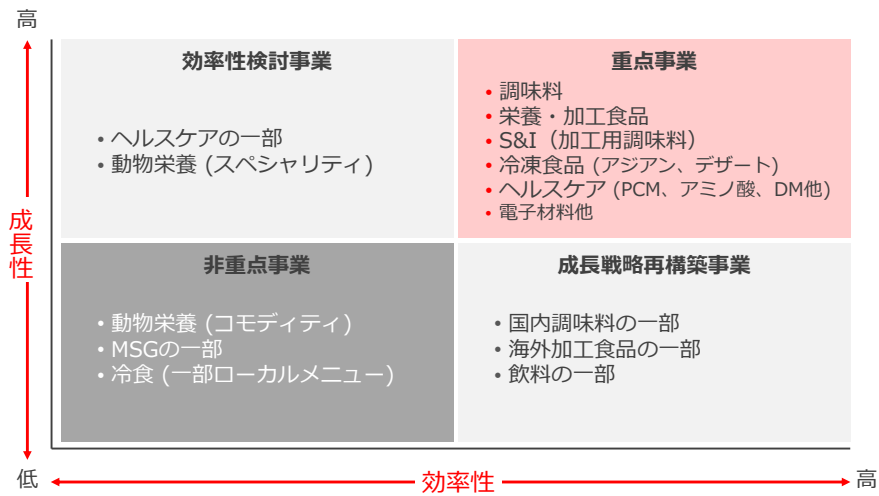 高
効率性検討事業
・ヘルスケアの一部
・動物栄養 (スペシャリティ)
重点事業
・調味料
・栄養・加工食品
・S&I（加工用調味料）
・冷凍食品 (アジアン、デザート)
・ヘルスケア (PCM、アミノ酸、DM他)
・電子材料他
成長性
非重点事業
・動物栄養 (コモディティ)
・MSGの一部
・冷食 (一部ローカルメニュー)
成長戦略再構築事業
・国内調味料の一部
・海外加工食品の一部
・飲料の一部
低
効率性
高